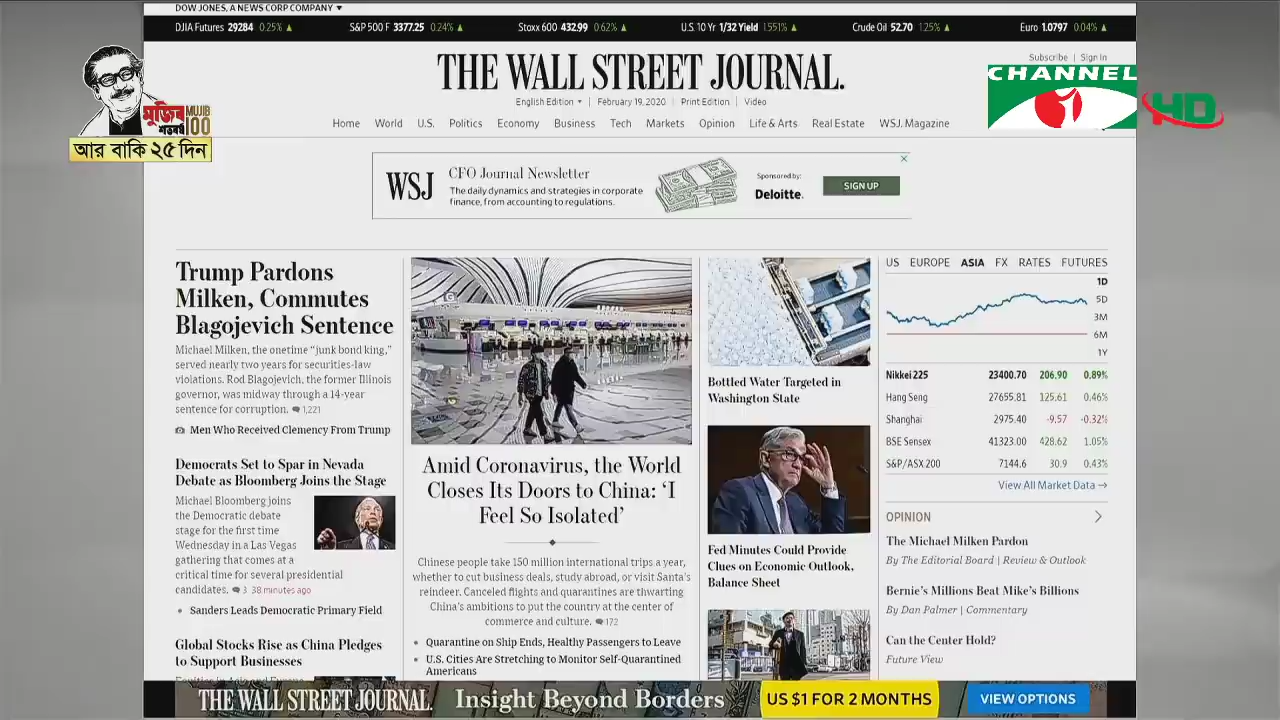 DOW JONES, A NEWS CORP COMPANY
DJIA Futures 29284 0.25% S&P 500 F 3377.25 0.24% Stoxx 600 432.99 0.62% U.S. 10 Yr 1/32 Yield 1.551% Crude Oil 52.70 1.25% Euro 1.0797 0.04%
THE WALL STREET JOURNAL.
Subscribe | Sign In
English Edition | February 19, 2020 | Print Edition | Video
Home World U.S. Politics Economy Business Tech Markets Opinion Life & Arts Real Estate WSJ. Magazine
CHANNEL
HD
মুজিব
শতবর্ষ
MUJIB
100
আর বাকি ২৫ দিন
WSJ
CFO Journal Newsletter
The daily dynamics and strategies in corporate
finance, from accounting to regulations.
Sponsored by:
Deloitte.
SIGN UP
Trump Pardons
Milken, Commutes
Blagojevich Sentence
Michael Milken, the onetime “junk bond king,”
served nearly two years for securities-law
violations. Rod Blagojevich, the former Illinois
governor, was midway through a 14-year
sentence for corruption. 1,221
Men Who Received Clemency From Trump
Democrats Set to Spar in Nevada
Debate as Bloomberg Joins the Stage
Michael Bloomberg joins
the Democratic debate
stage for the first time
Wednesday in a Las Vegas
gathering that comes at a
critical time for several presidential
candidates. 3 38 minutes ago
Sanders Leads Democratic Primary Field
Global Stocks Rise as China Pledges
to Support Businesses
Amid Coronavirus, the World
Closes Its Doors to China: ‘I
Feel So Isolated’
Chinese people take 150 million international trips a year,
whether to cut business deals, study abroad, or visit Santa’s
reindeer. Canceled flights and quarantines are thwarting
China’s ambitions to put the country at the center of
commerce and culture. 172
Quarantine on Ship Ends, Healthy Passengers to Leave
U.S. Cities Are Stretching to Monitor Self-Quarantined
Americans
Bottled Water Targeted in
Washington State
Fed Minutes Could Provide
Clues on Economic Outlook,
Balance Sheet
US EUROPE ASIA FX RATES FUTURES
1D
5D
3M
6M
1Y
Nikkei 225 23400.70 206.90 0.89%
Hang Seng 27655.81 125.61 0.46%
Shanghai 2975.40 -9.57 -0.32%
BSE Sensex 41323.00 428.62 1.05%
S&P/ASX 200 7144.6 30.9 0.43%
View All Market Data
OPINION
The Michael Milken Pardon
By The Editorial Board | Review & Outlook
Bernie’s Millions Beat Mike’s Billions
By Dan Palmer | Commentary
Can the Center Hold?
Future View
THE WALL STREET JOURNAL. Insight Beyond Borders US $1 FOR 2 MONTHS VIEW OPTIONS